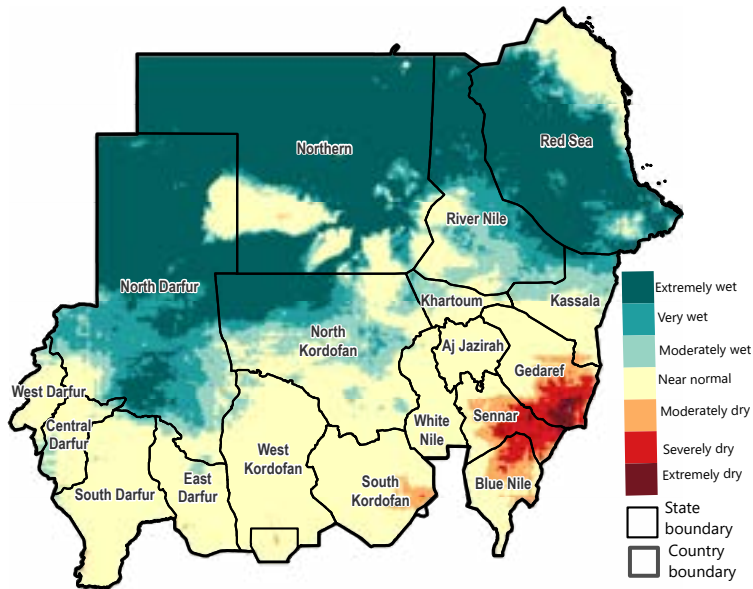 Northern
Red Sea
River Nile
North Darfur
Khartoum
Kassala
North
Kordofan
Aj Jazirah
Gedaref
West Darfur
Central
Darfur
White
Nile
Sennar
West
Kordofan
East
Darfur
South
Kordofan
South Darfur
Blue Nile
Extremely wet
Very wet
Moderately wet
Near normal
Moderately dry
Severely dry
Extremely dry
State
boundary
Country
boundary